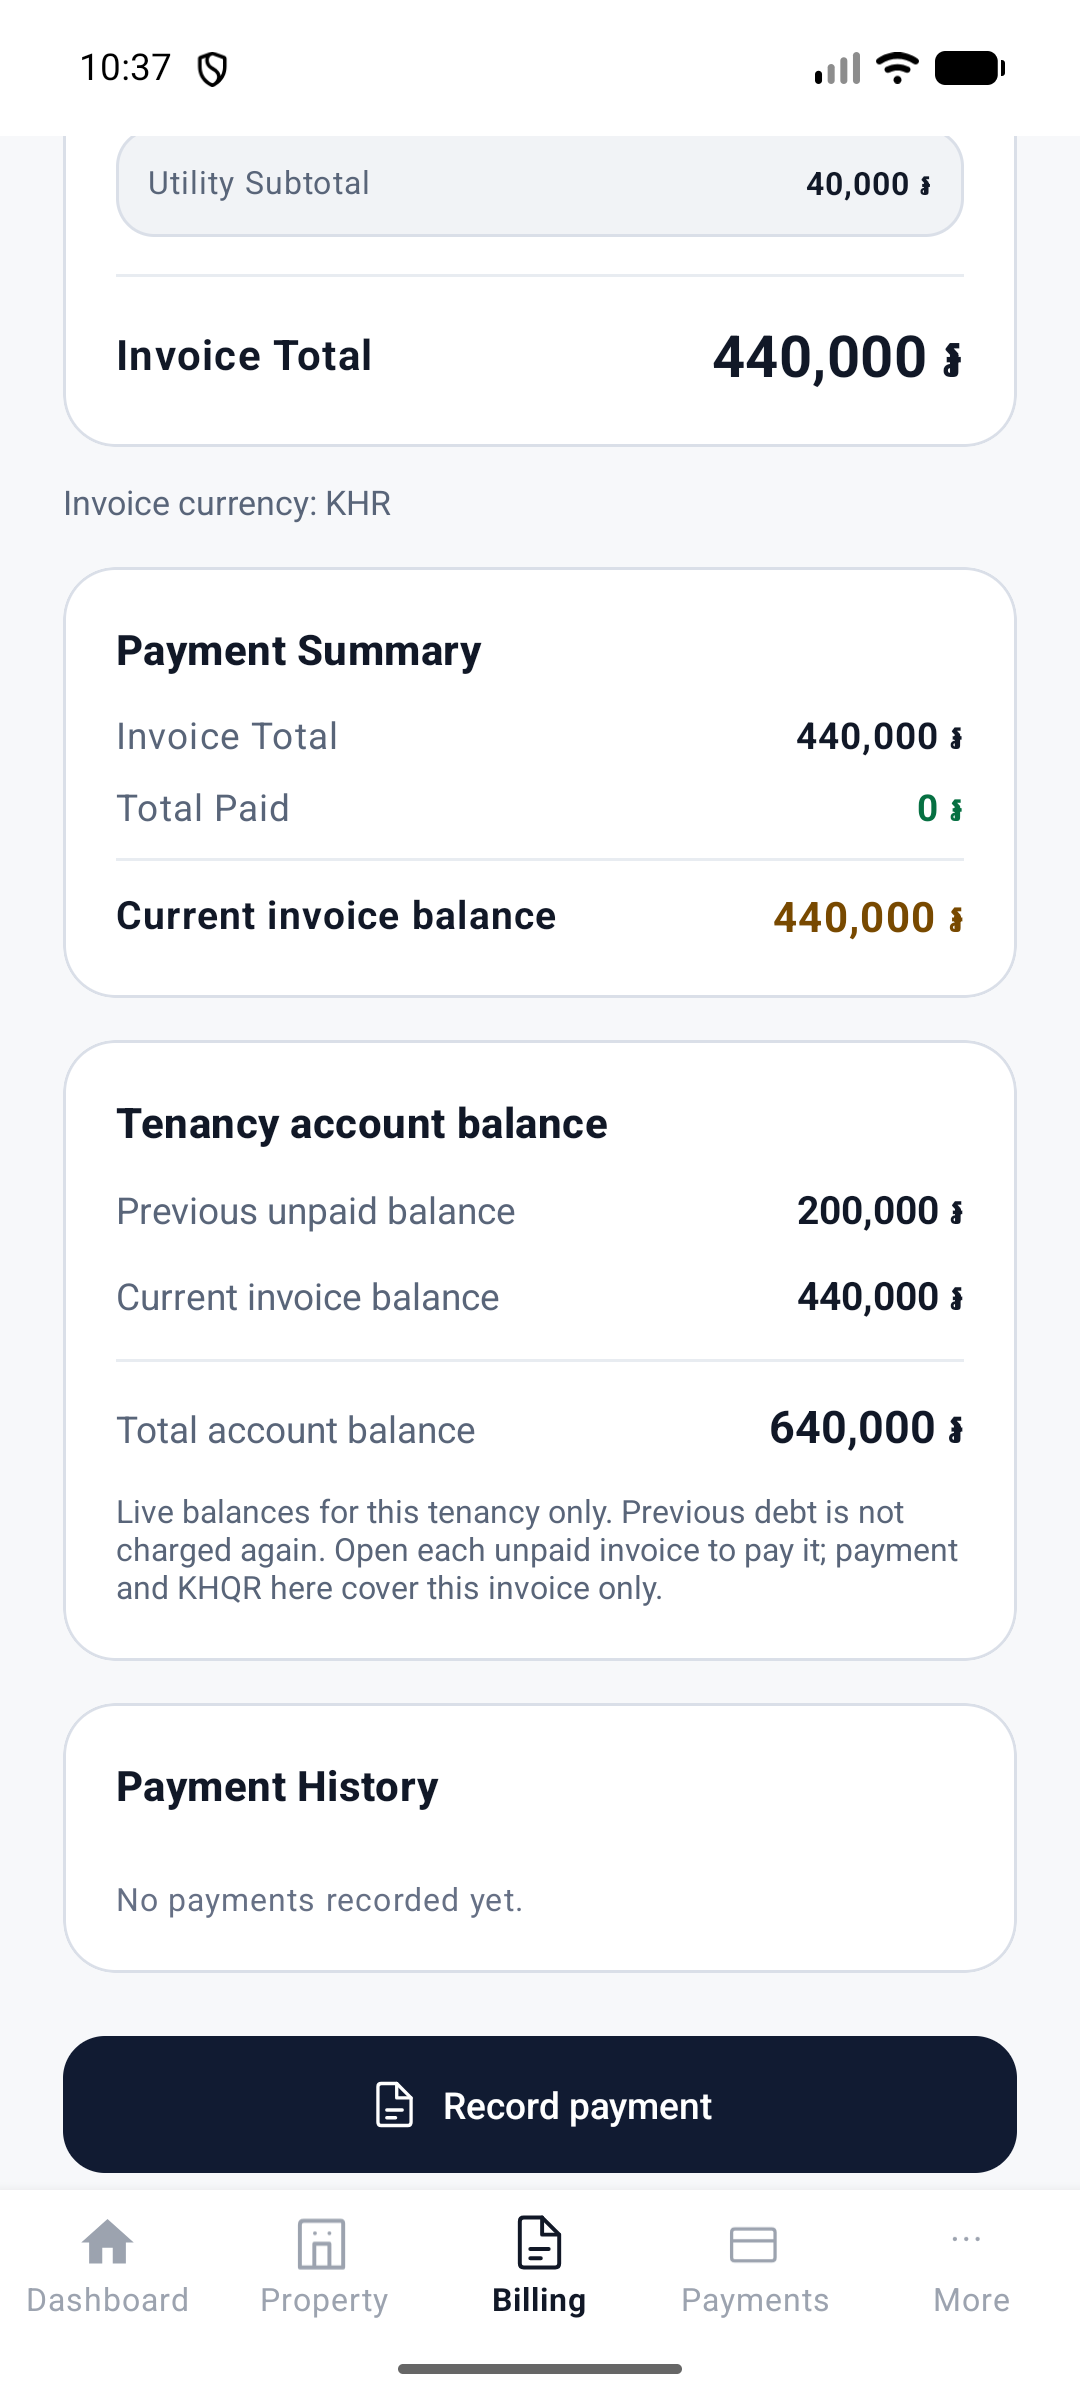 10:37
Utility Subtotal 40,000 ៛
Invoice Total 440,000 ៛
Invoice currency: KHR
Payment Summary
Invoice Total 440,000 ៛
Total Paid 0 ៛
Current invoice balance 440,000 ៛
Tenancy account balance
Previous unpaid balance 200,000 ៛
Current invoice balance 440,000 ៛
Total account balance 640,000 ៛
Live balances for this tenancy only. Previous debt is not
charged again. Open each unpaid invoice to pay it; payment
and KHQR here cover this invoice only.
Payment History
No payments recorded yet.
Record payment
Dashboard Property Billing Payments More